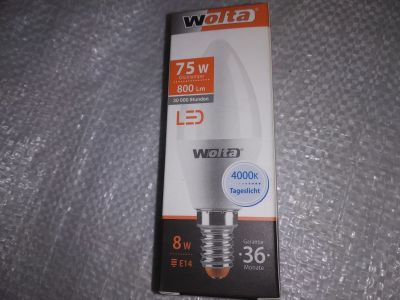 Wolta
75 W
Glühlampe
800 Lm
30 000 Stunden
LED
Wolta
4000K
Tageslicht
8 W
E14
Garantie
36
Monate